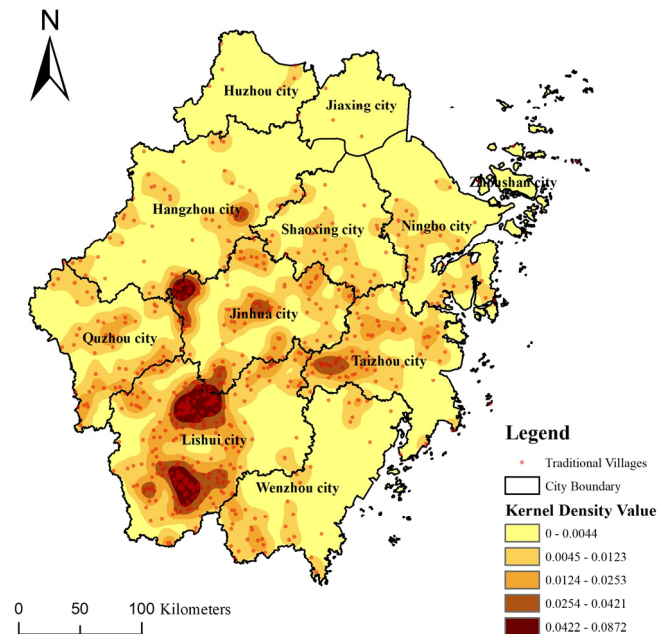 N
Huzhou city
Jiaxing city
Zhoushan city
Hangzhou city
Shaoxing city
Ningbo city
Jinhua city
Quzhou city
Taizhou city
Lishui city
Wenzhou city
Legend
Traditional Villages
City Boundary
Kernel Density Value
0 - 0.0044
0.0045 - 0.0123
0.0124 - 0.0253
0.0254 - 0.0421
0.0422 - 0.0872
0 50 100 Kilometers